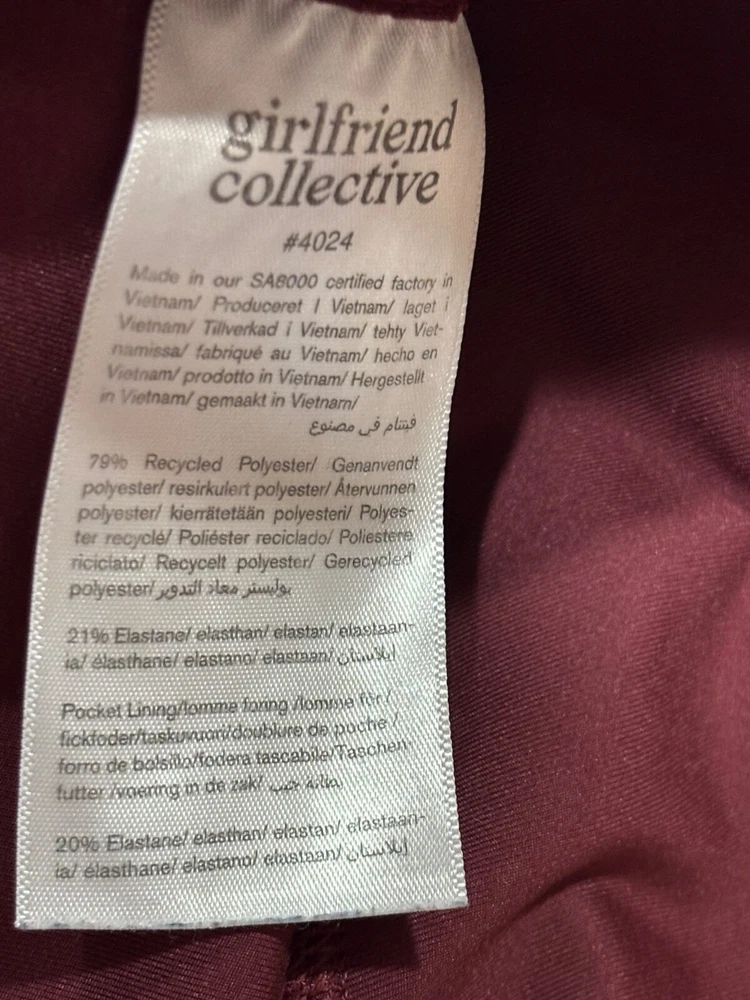 girlfriend
collective
#4024
Made in our SA8000 certified factory in
Vietnam/ Produceret I Vietnam/ laget i
Vietnam/ Tillverkad i Vietnam/ tehty Viet-
namissa/ fabriqué au Vietnam/ hecho en
Vietnam/ prodotto in Vietnam/ Hergestellt
in Vietnam/ gemaakt in Vietnam/
فيتنام في مصنوع
79% Recycled Polyester/ Genanvendt
polyester/ resirkulert polyester/ Återvunnen
polyester/ kierrätetään polyesteri/ Polyes-
ter recyclé/ Poliéster reciclado/ Poliestere
riciclato/ Recycelt polyester/ Gerecycled
polyester/ بوليستر معاد التدوير
21% Elastane/ elasthan/ elastan/ elastaan-
ia/ élasthane/ elastano/ elastaan/ إيلاستان
Pocket Lining/lomme foring /lomme fôr /
fickfoder/taskuvuori/doublure de poche /
forro de bolsillo/fodera tascabile/Taschen-
futter /voering in de zak/ بطانة جيب
20% Elastane/ elasthan/ elastan/ elastaan-
ia/ élasthane/ elastano/ elastaan/ إيلاستان